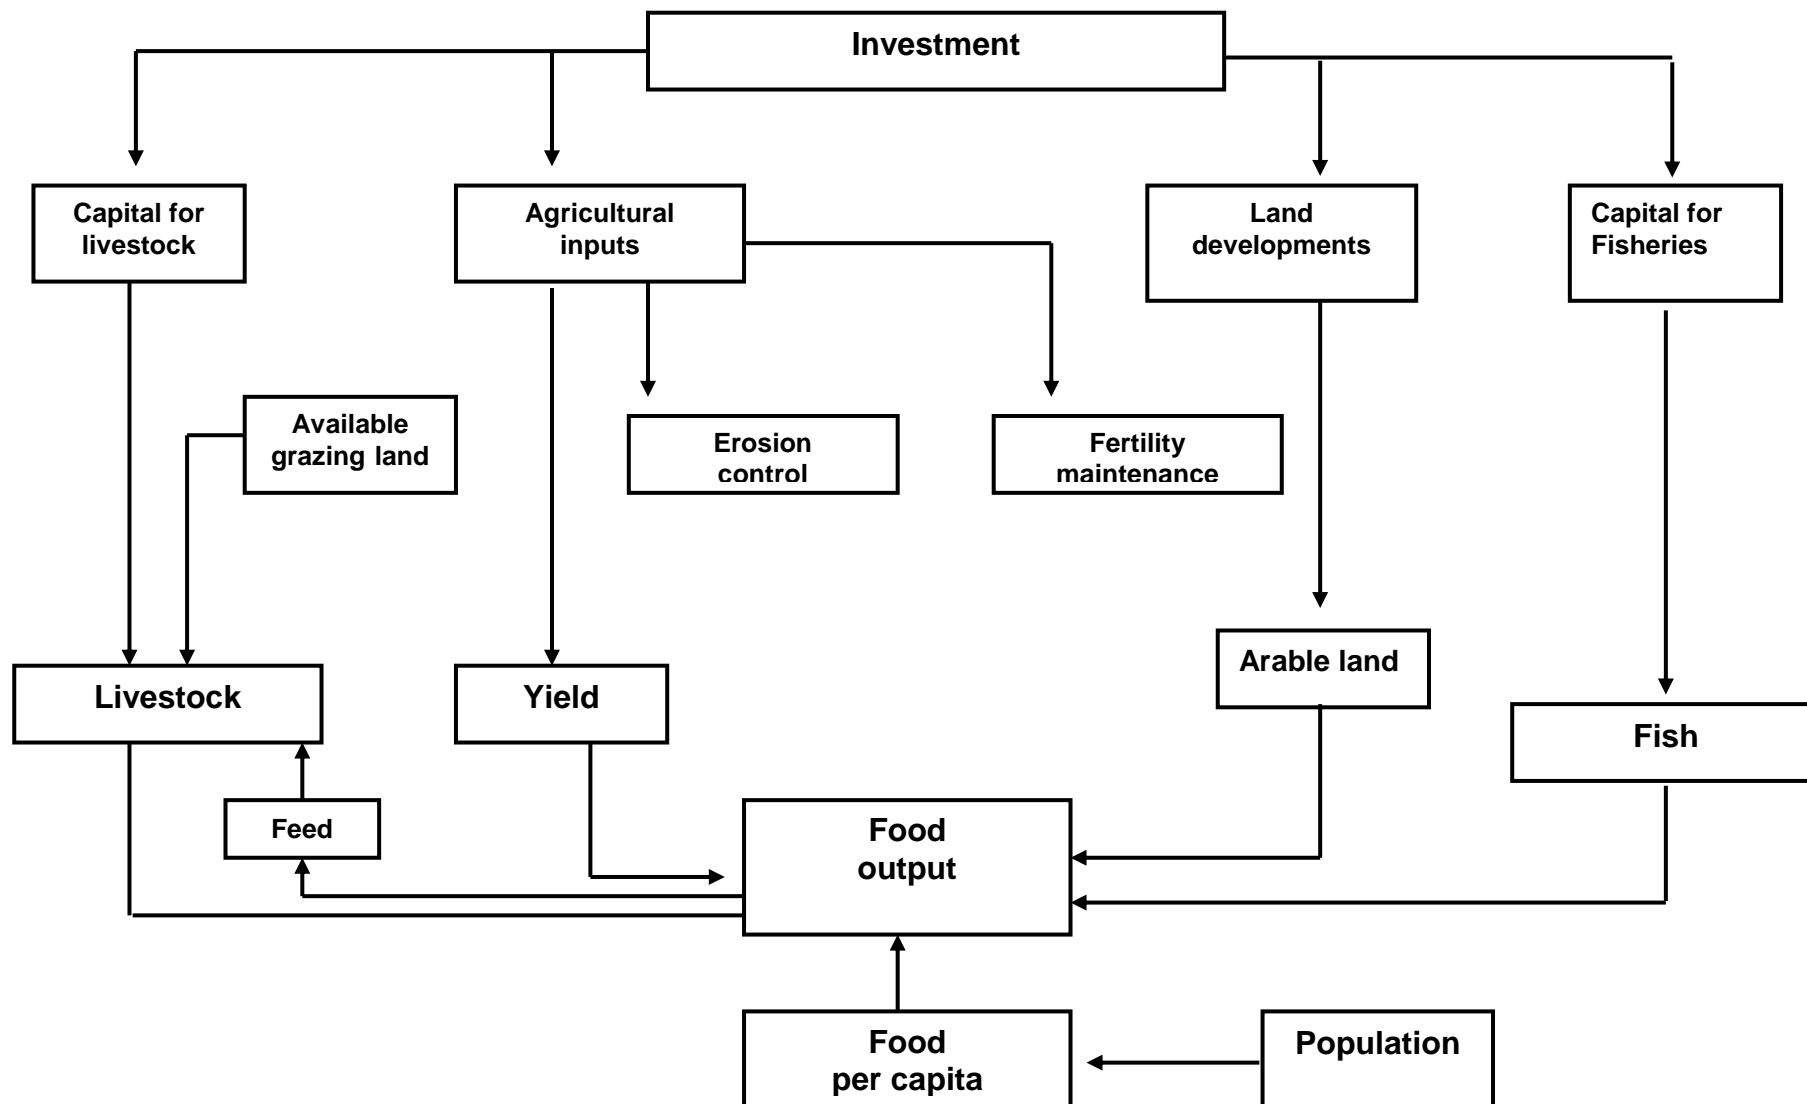 Investment
Capital for
livestock
Agricultural
inputs
Land
developments
Capital for
Fisheries
Available
grazing land
Erosion
control
Fertility
maintenance
Arable land
Livestock
Yield
Fish
Feed
Food
output
Food
per capita
Population